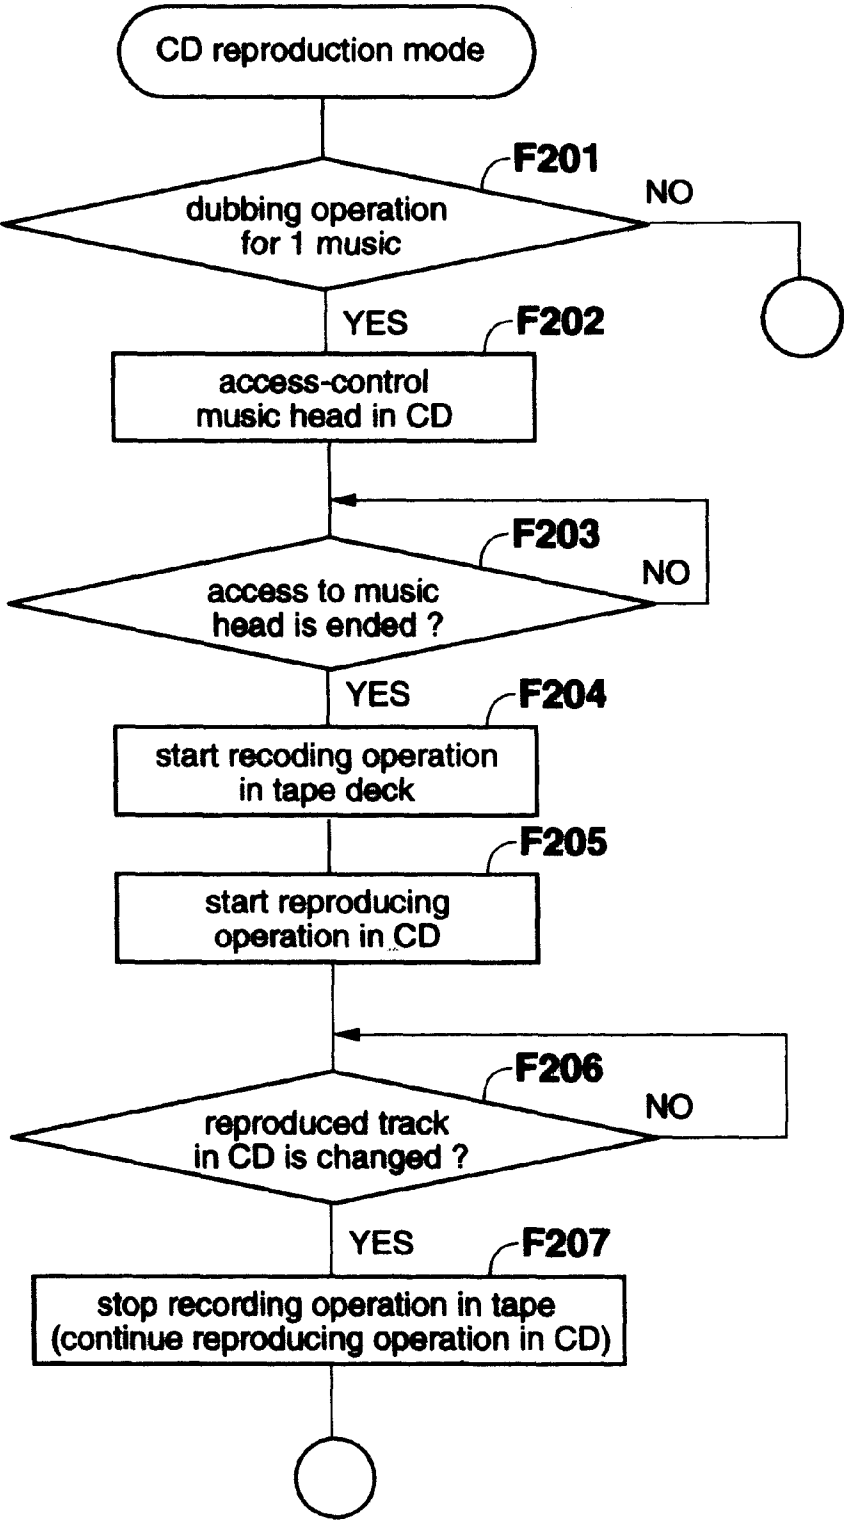 CD reproduction mode
F201
dubbing operation
for 1 music
NO
YES
F202
access-control
music head in CD
F203
access to music
head is ended ?
NO
YES
F204
start recoding operation
in tape deck
F205
start reproducing
operation in CD
F206
reproduced track
in CD is changed ?
NO
YES
F207
stop recording operation in tape
(continue reproducing operation in CD)